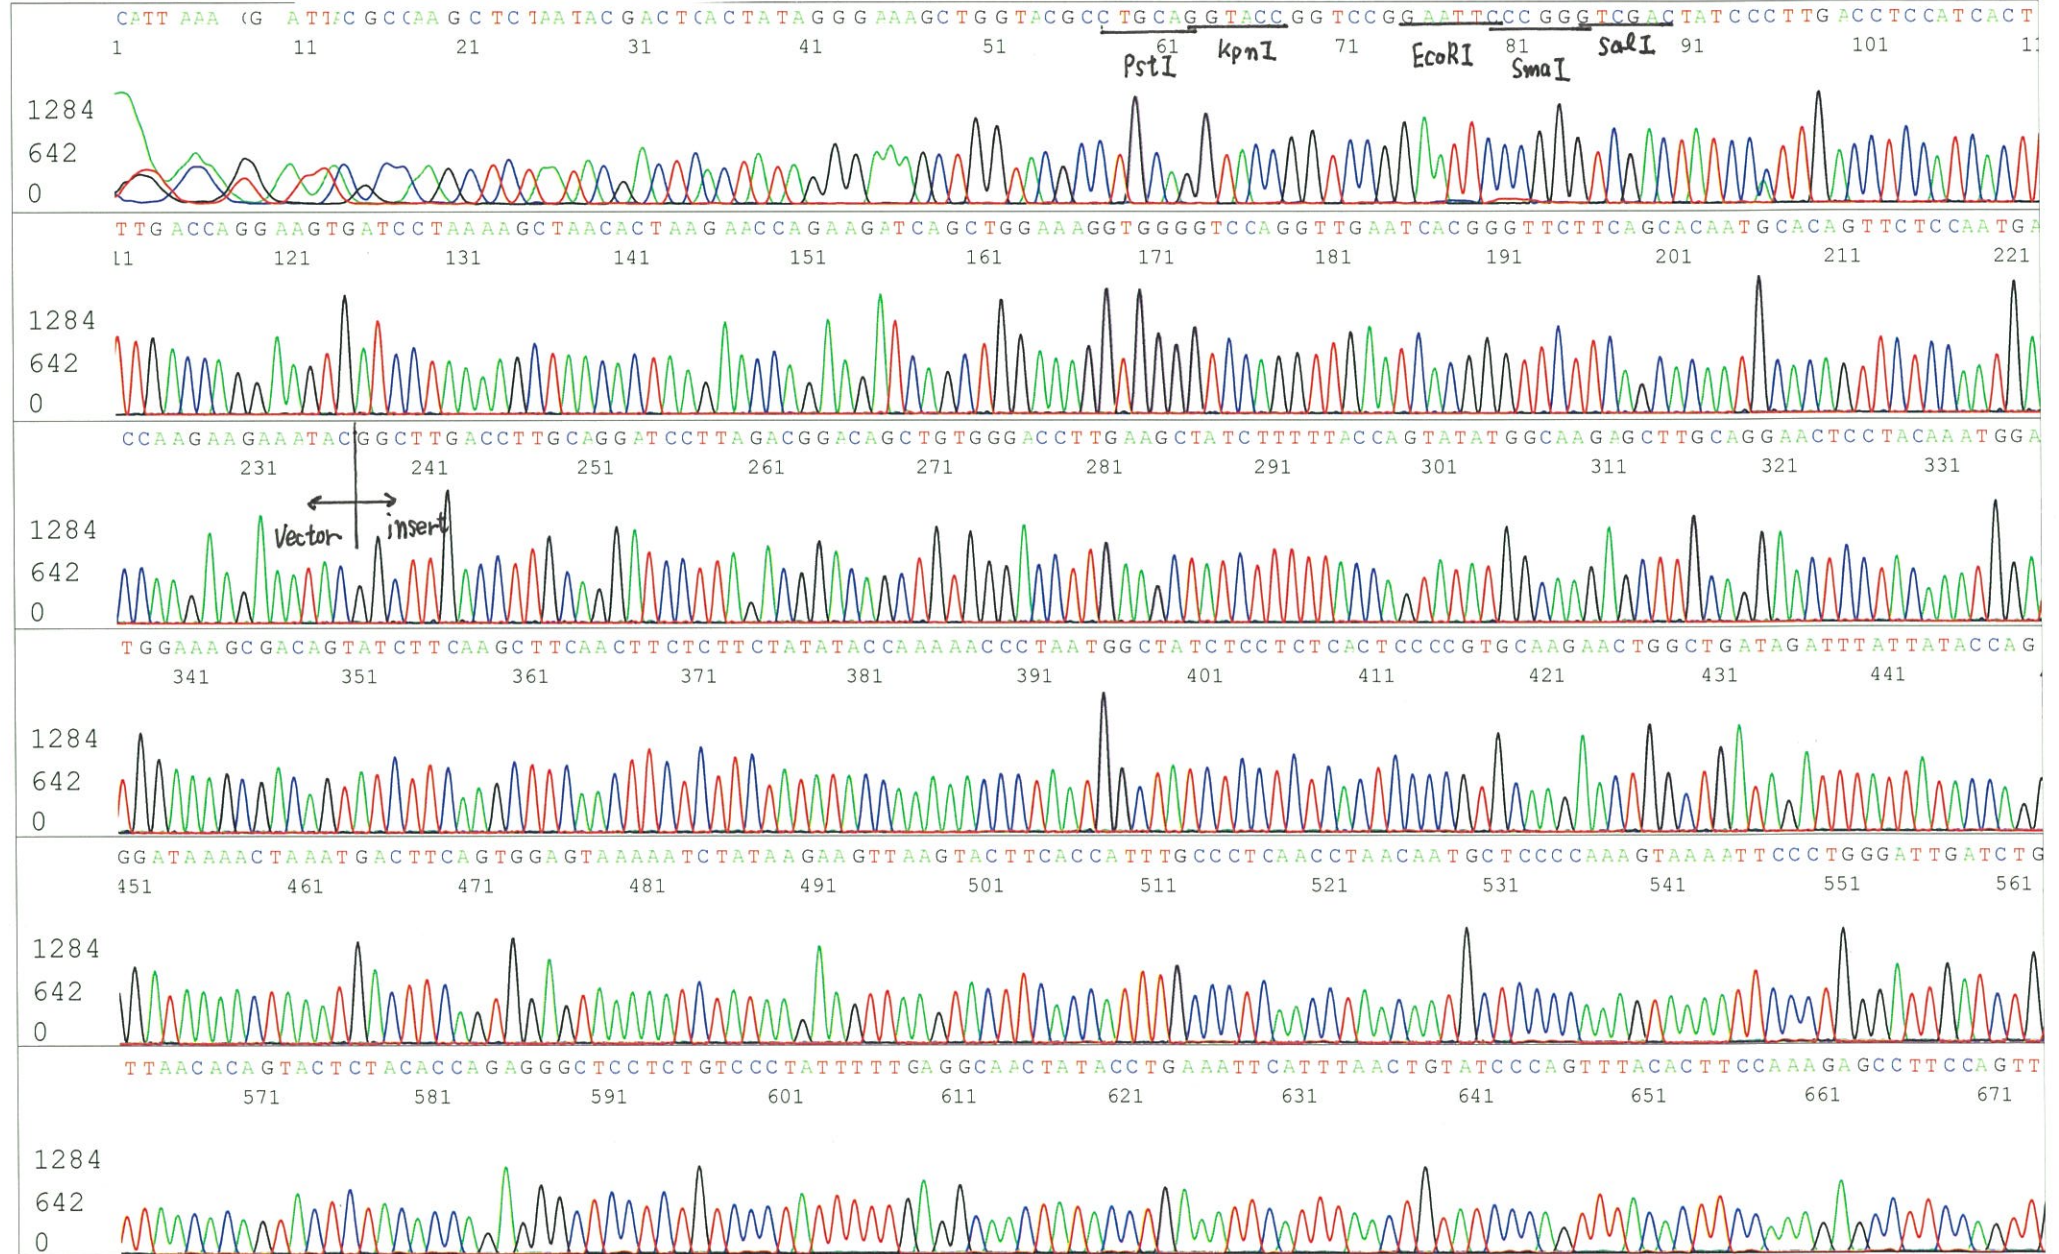 CATT AAA CG ATTACGCCAAGCTCTAATACGACTCACTATAGGGAAAGCTGGTACGCCTGCAGGTACCGGTCCGGAATTCCCGGGTCGACTATCCCTTGACCTCCATCACT
1 11 21 31 41 51 61 71 81 91 101 11
PstI KpnI EcoRI SmaI SalI
1284
642
0
TTGACCAGGAAGTGATCCTAAAAGCTAACACTAAGAACCAGAAGATCAGCTGGAAAGGTGGGGTCCAGGTTGAATCACGGGTTCTTCAGCACAATGCACAGTTCTCCAATGA
11 121 131 141 151 161 171 181 191 201 211 221
1284
642
0
CCAAGAAGAAATACGGCTTGACCTTGCAGGATCCTTAGACGGACAGCTGTGGGACCTTGAAGCTATCTTTTTACCAGTATATGGCAAGAGCTTGCAGGAACTCCTACAAATGGA
231 241 251 261 271 281 291 301 311 321 331
Vector insert
1284
642
0
TGGAAAGCGACAGTATCTTCAAGCTTCAACTTCTCTTCTATATACCAAAAACCCTAATGGCTATCTCCTCTCACTCCCCGTGCAAGAACTGGCTGATAGATTTATTATACCAG
341 351 361 371 381 391 401 411 421 431 441
1284
642
0
GGATAAAACTAAATGACTTCAGTGGAGTAAAAATCTATAAGAAGTTAAGTACTTCACCATTTGCCCTCAACCTAACAATGCTCCCCCAAAGTAAAATTCCCTGGGATTGATCTG
451 461 471 481 491 501 511 521 531 541 551 561
1284
642
0
TTAACACAGTACTCTACACCAGAGGGCTCCTCTGTCCCTATTTTTGAGGCAACTATACCTGAAATTCATTTAACTGTATCCCAGTTTACACTTCCAAAGAGCCTTCCAGTT
571 581 591 601 611 621 631 641 651 661 671
1284
642
0